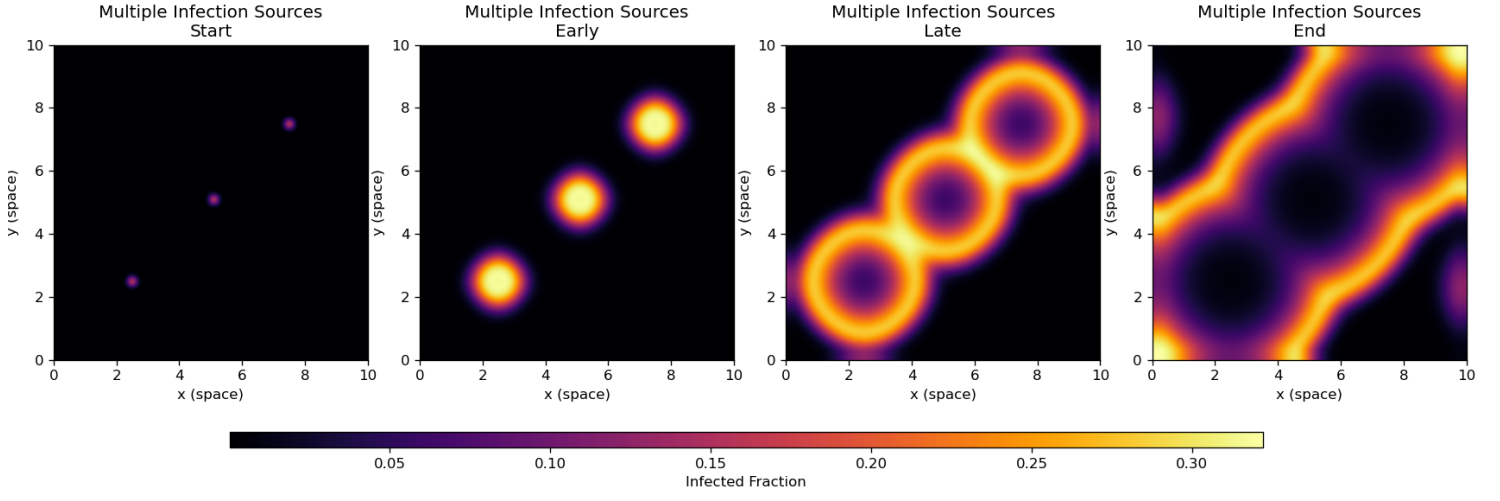 Multiple Infection Sources
Start
Multiple Infection Sources
Early
Multiple Infection Sources
Late
Multiple Infection Sources
End
10
8
6
4
2
0
y (space)
0 2 4 6 8 10
x (space)
10
8
6
4
2
0
y (space)
0 2 4 6 8 10
x (space)
10
8
6
4
2
0
y (space)
0 2 4 6 8 10
x (space)
10
8
6
4
2
0
y (space)
0 2 4 6 8 10
x (space)
0.05 0.10 0.15 0.20 0.25 0.30
Infected Fraction